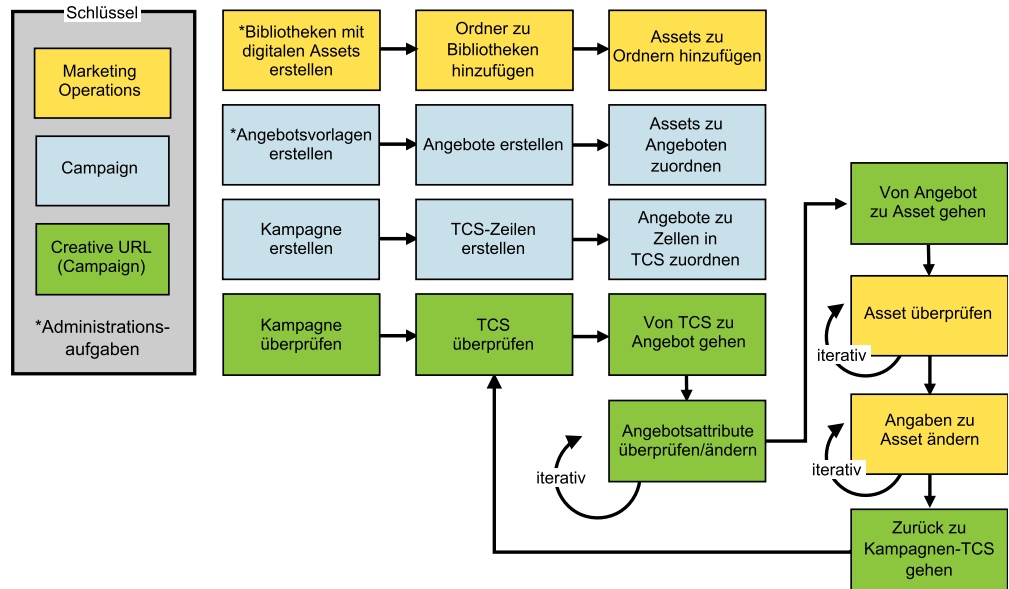 Schlüssel
Marketing
Operations
Campaign
Creative URL
(Campaign)
*Administrations-
aufgaben
*Bibliotheken mit
digitalen Assets
erstellen
Ordner zu
Bibliotheken
hinzufügen
Assets zu
Ordnern hinzufügen
*Angebotsvorlagen
erstellen
Angebote erstellen
Assets zu
Angeboten
zuordnen
Kampagne
erstellen
TCS-Zeilen
erstellen
Angebote zu
Zellen in
TCS zuordnen
Kampagne
überprüfen
TCS
überprüfen
Von TCS zu
Angebot gehen
Angebotsattribute
überprüfen/ändern
iterativ
Von Angebot
zu Asset gehen
Asset überprüfen
iterativ
Angaben zu
Asset ändern
iterativ
Zurück zu
Kampagnen-TCS
gehen